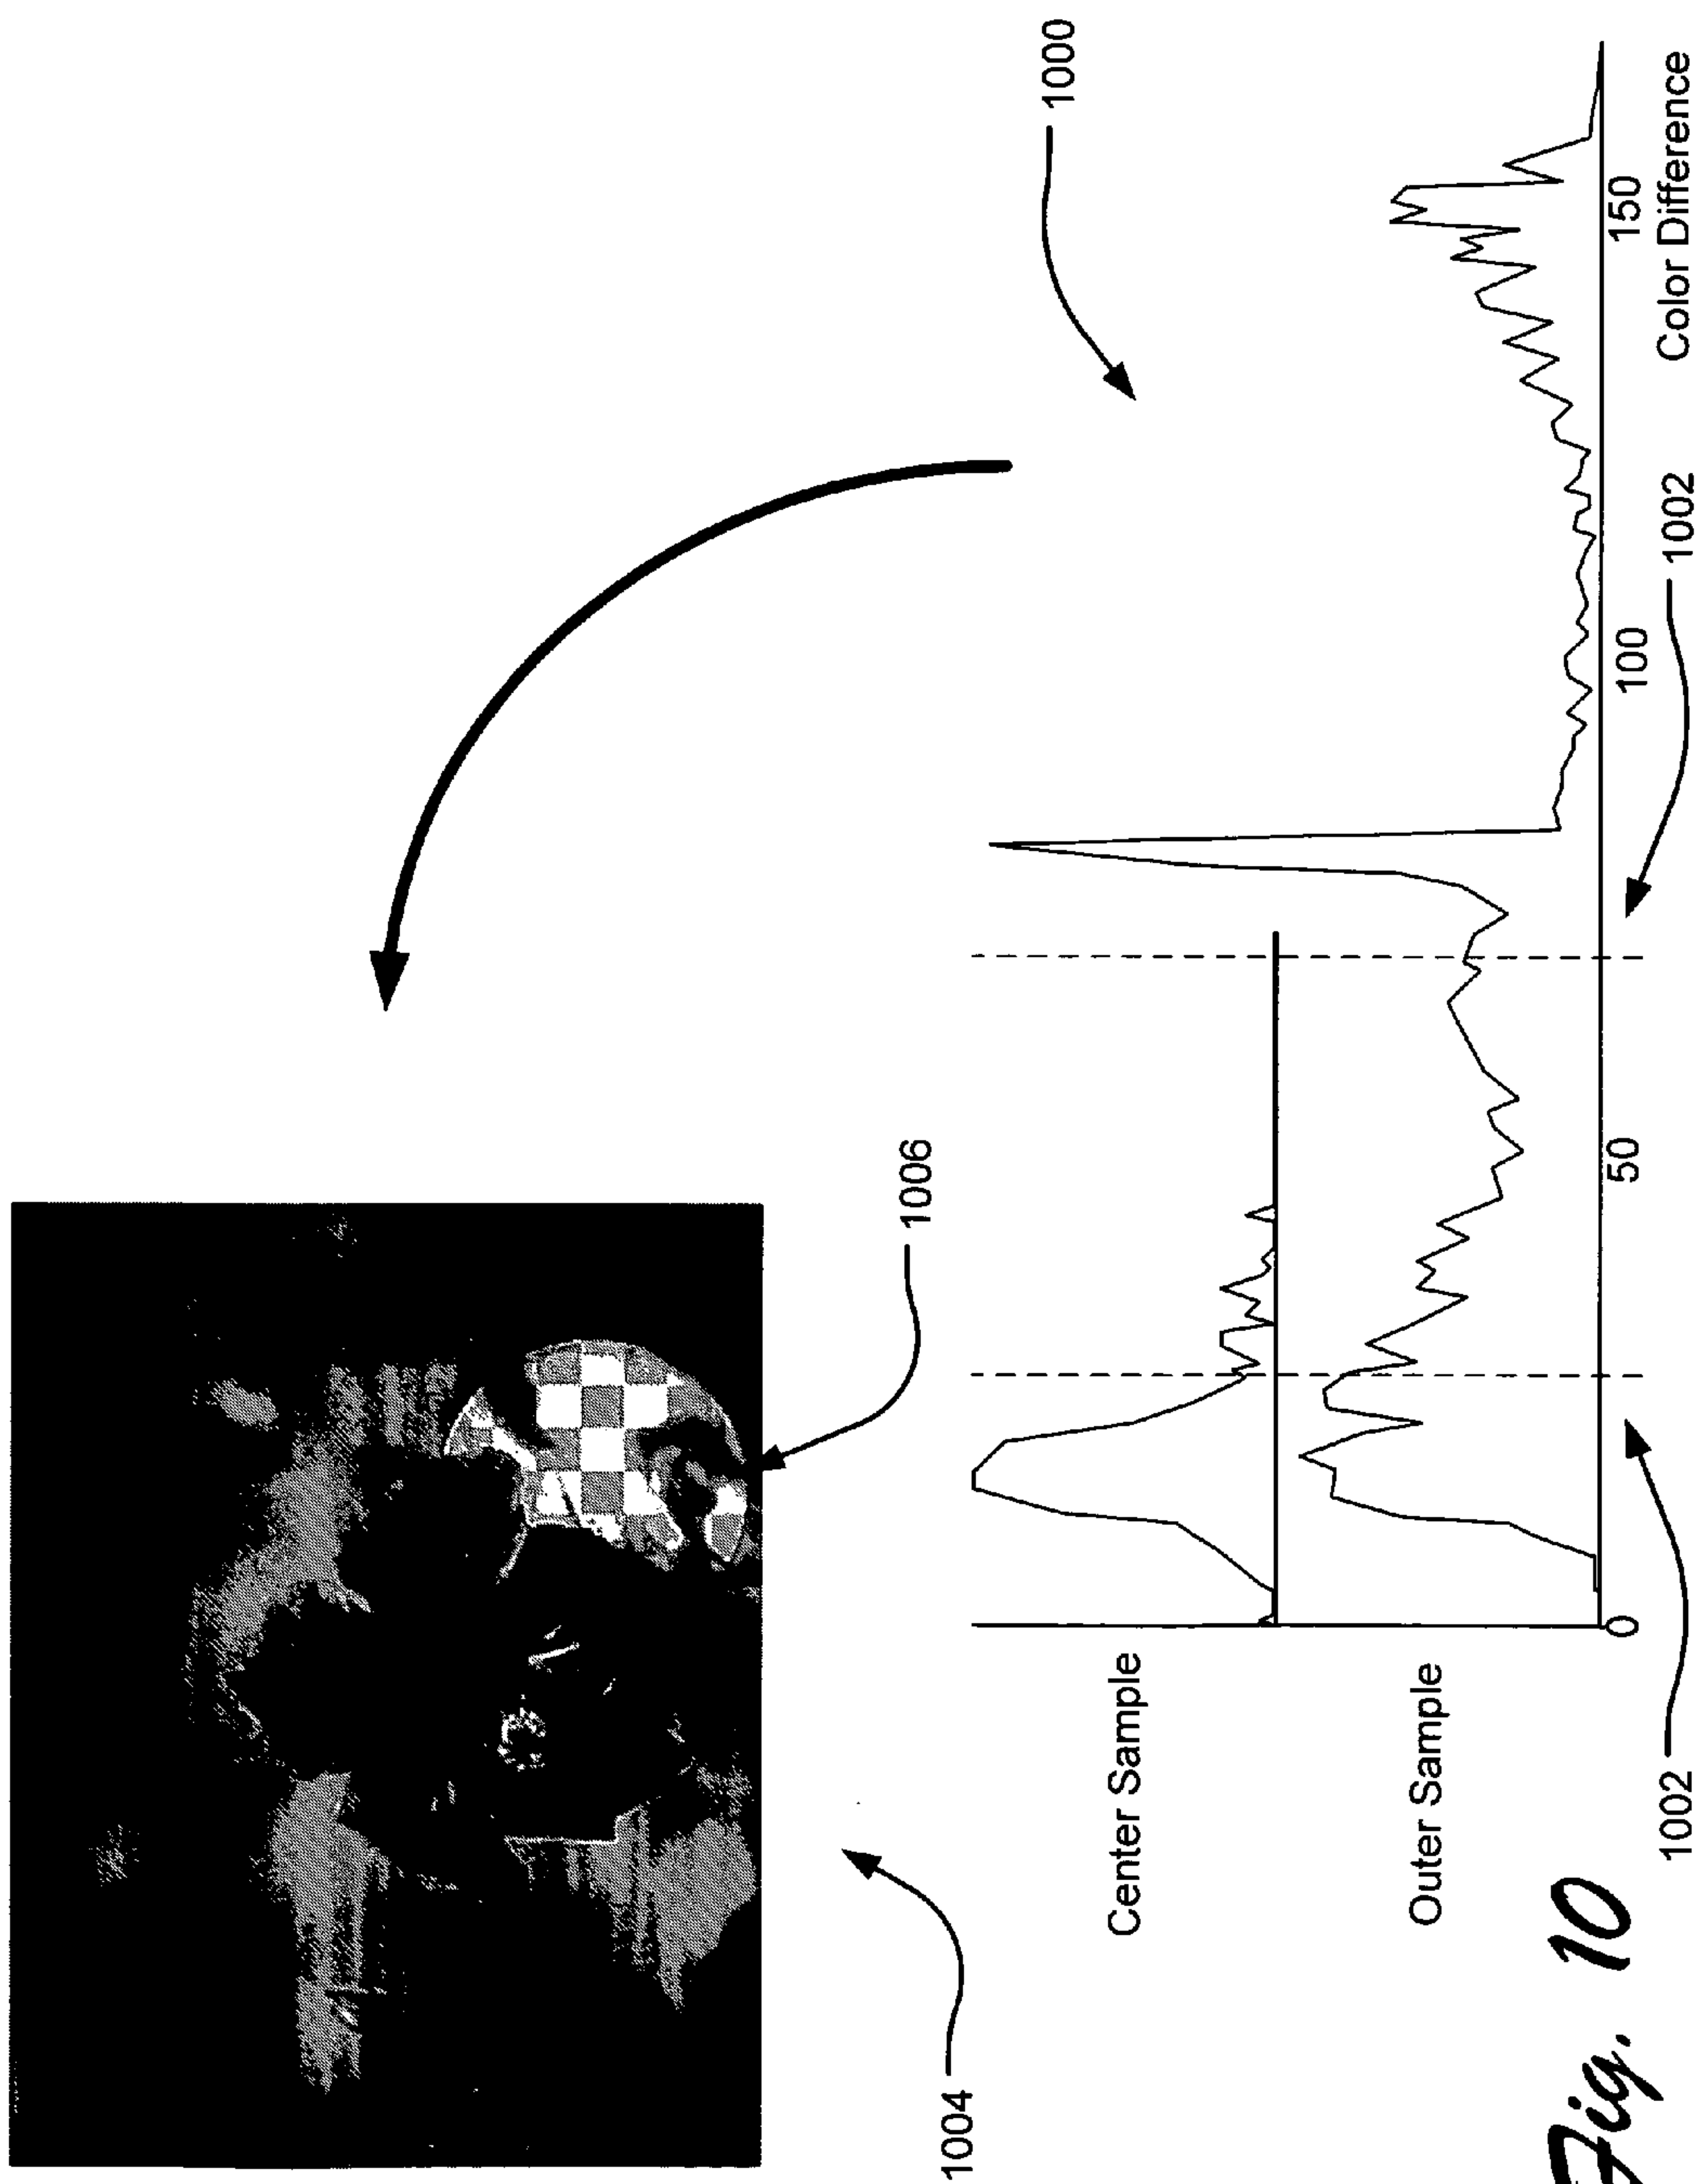 1004
1006
1000
Center Sample
Outer Sample
0
50
100
150
Color Difference
1002
1002
Fig. 10